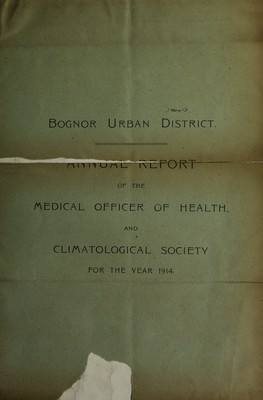 BOGNOR URBAN DISTRICT.
ANNUAL REPORT
OF THE
MEDICAL OFFICER OF HEALTH,
AND
CLIMATOLOGICAL SOCIETY
FOR THE YEAR 1914.